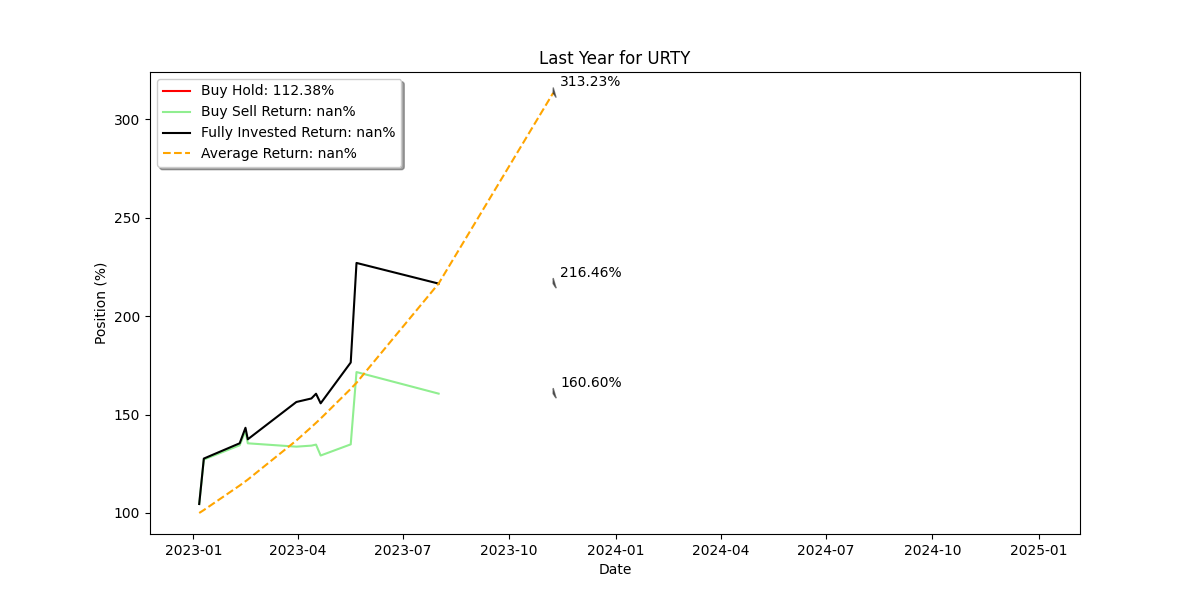 Last Year for URTY
Buy Hold: 112.38%
Buy Sell Return: nan%
Fully Invested Return: nan%
Average Return: nan%
313.23%
216.46%
160.60%
300
250
200
150
100
Position (%)
2023-01 2023-04 2023-07 2023-10 2024-01 2024-04 2024-07 2024-10 2025-01
Date